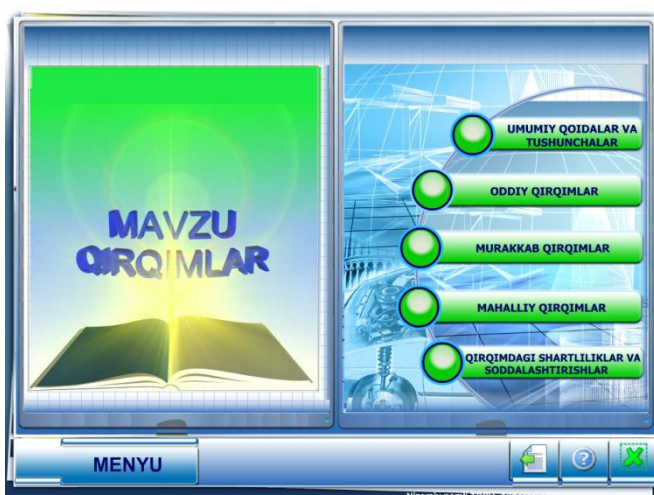 MAVZU
QIRQIMLAR
UMUMIY QOIDALAR VA
TUSHUNCHALAR
ODDIY QIRQIMLAR
MURAKKAB QIRQIMLAR
MAHALLIY QIRQIMLAR
QIRQIMDAGI SHARTLILIKLAR VA
SODDALASHTIRISHLAR
MENYU
?